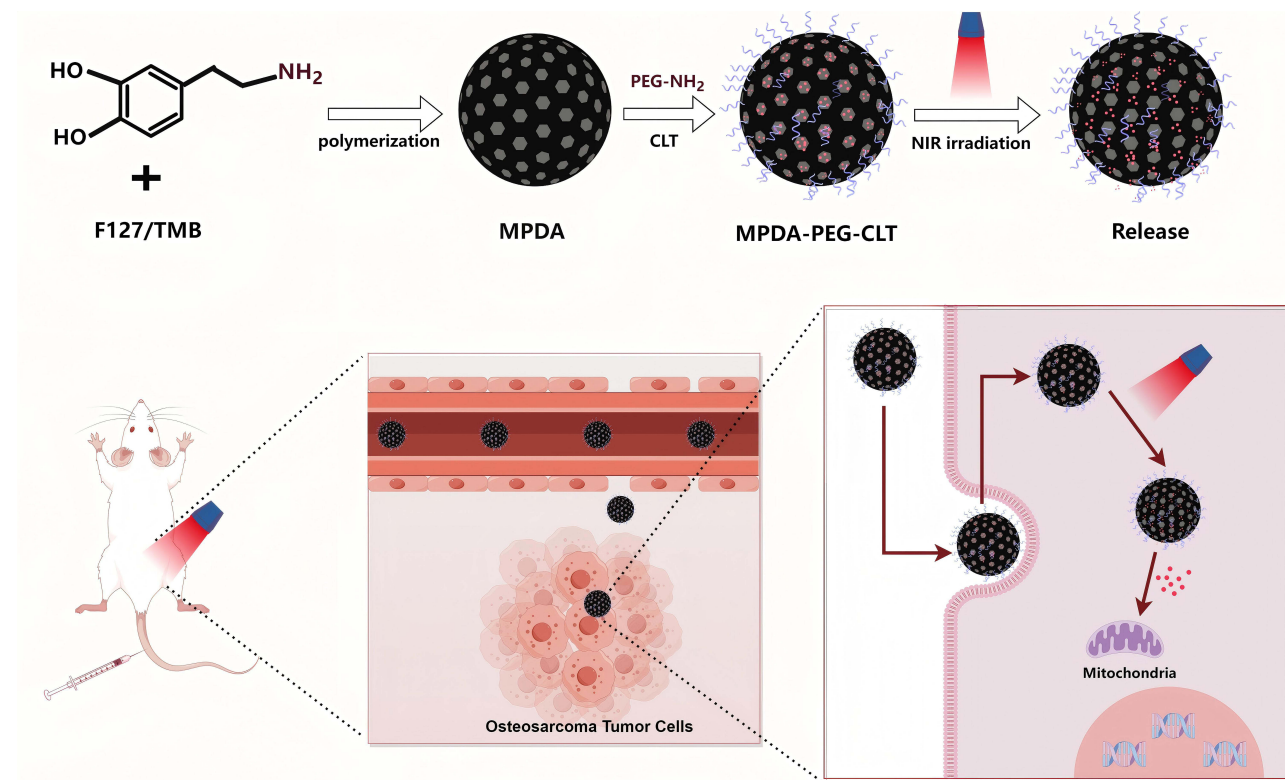 HO
NH2
HO
+
F127/TMB
polymerization
MPDA
PEG-NH2
CLT
MPDA-PEG-CLT
NIR irradiation
Release
Oseosarcoma Tumor Cells
Mitochondria